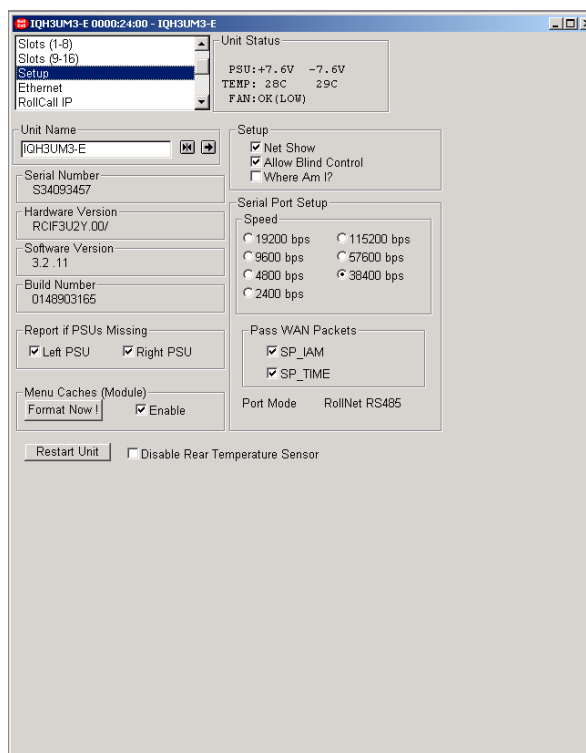 IQH3UM3-E 0000:24:00 - IQH3UM3-E
Slots (1-8)
Slots (9-16)
Setup
Ethernet
RollCall IP
Unit Status
PSU:+7.6V -7.6V
TEMP: 28C 29C
FAN:OK(LOW)
Unit Name
IQH3UM3-E
Serial Number
S34093457
Hardware Version
RCIF3U2Y.00/
Software Version
3.2 .11
Build Number
0148903165
Report if PSUs Missing
Left PSU Right PSU
Menu Caches (Module)
Format Now ! Enable
Setup
Net Show
Allow Blind Control
Where Am I?
Serial Port Setup
Speed
19200 bps 115200 bps
9600 bps 57600 bps
4800 bps 38400 bps
2400 bps
Pass WAN Packets
SP_IAM
SP_TIME
Port Mode RollNet RS485
Restart Unit Disable Rear Temperature Sensor